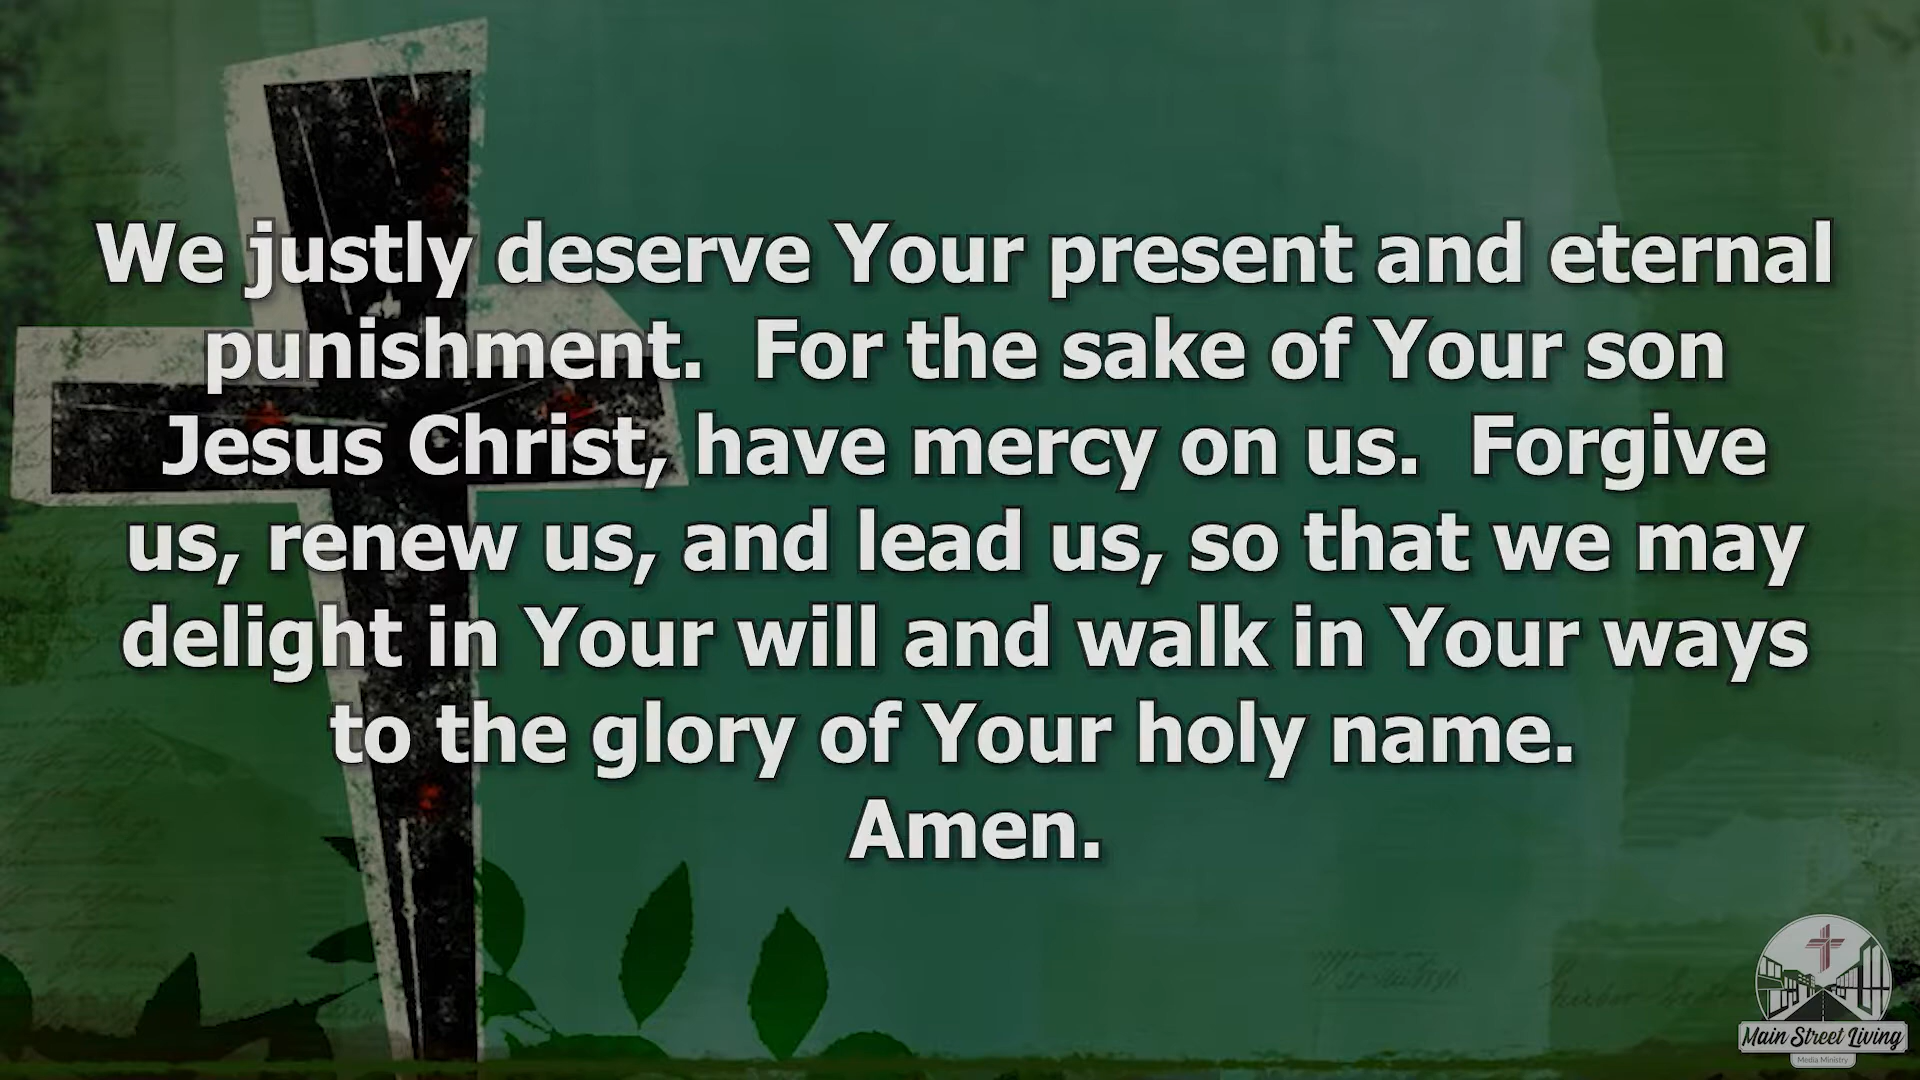 We justly deserve Your present and eternal
punishment.  For the sake of Your son
Jesus Christ, have mercy on us.  Forgive
us, renew us, and lead us, so that we may
delight in Your will and walk in Your ways
to the glory of Your holy name.
Amen.
Main Street Living
Media Ministry